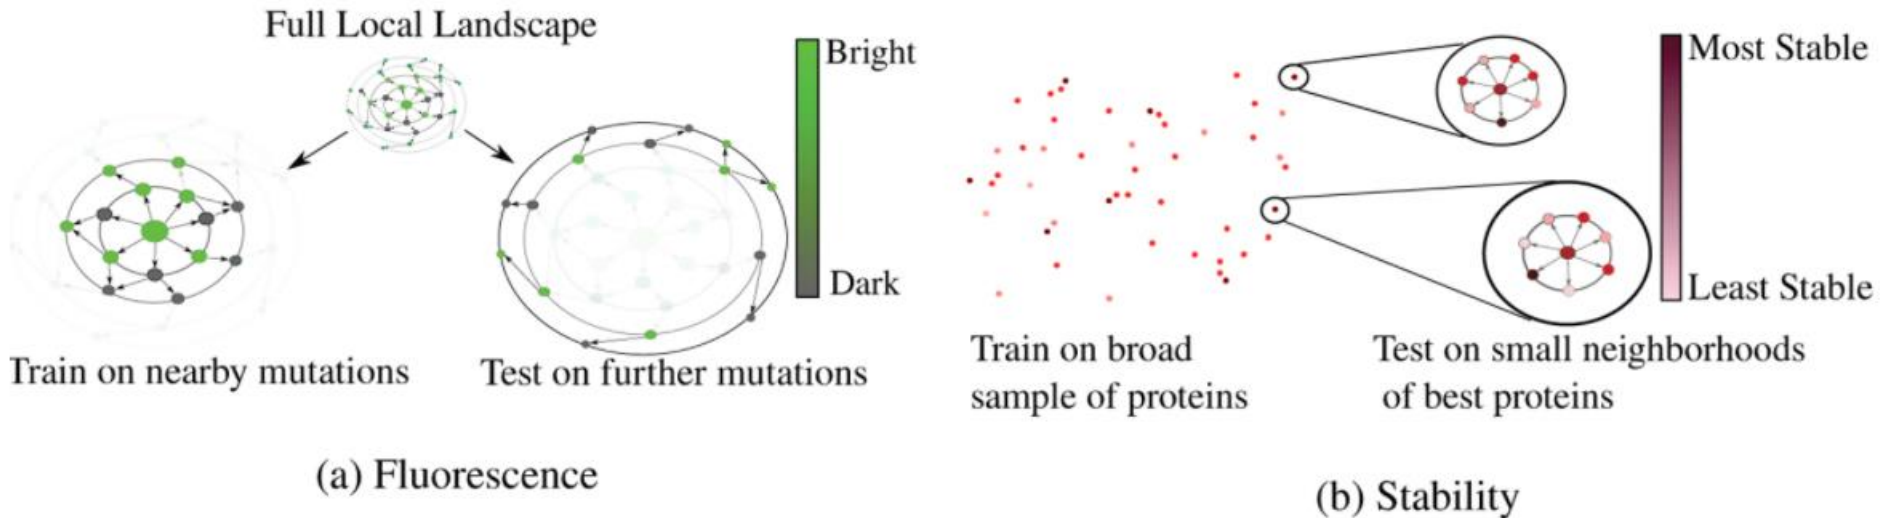 Full Local Landscape
Bright
Dark
Train on nearby mutations
Test on further mutations
(a) Fluorescence
Most Stable
Least Stable
Train on broad
sample of proteins
Test on small neighborhoods
of best proteins
(b) Stability